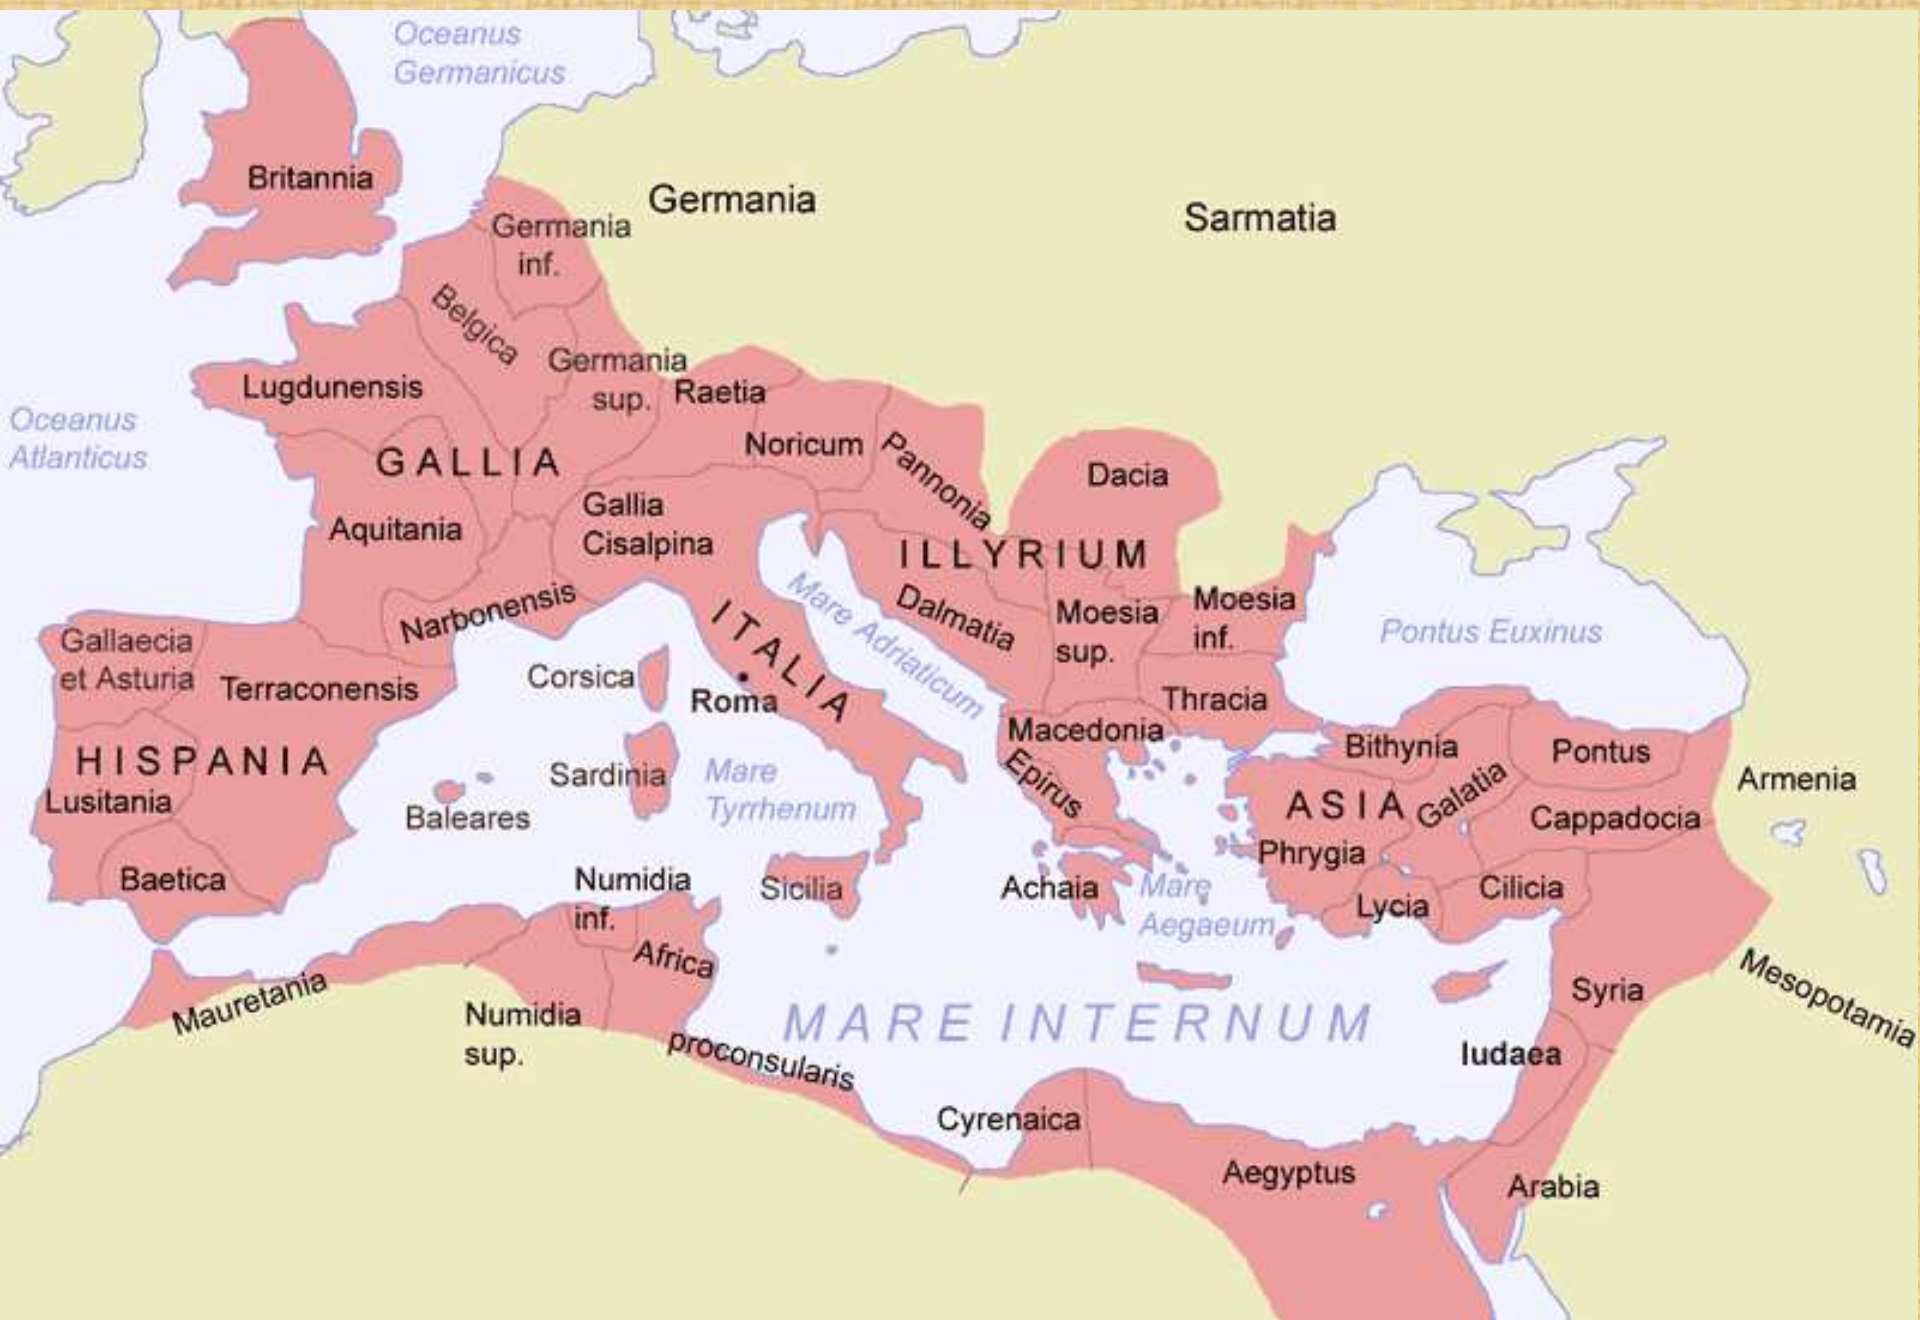 Oceanus
Germanicus
Britannia
Germania
Sarmatia
Germania
inf.
Belgica
Germania
sup.
Lugdunensis
Raetia
Oceanus
Atlanticus
GALLIA
Noricum
Pannonia
Dacia
Gallia
Cisalpina
Aquitania
ILLYRIUM
Narbonensis
ITALIA
Mare Adriaticum
Dalmatia
Moesia
sup.
Moesia
inf.
Pontus Euxinus
Gallaecia
et Asturia
Terraconensis
Corsica
Roma
Thracia
Macedonia
Epirus
Bithynia
Pontus
Armenia
HISPANIA
Lusitania
Sardinia
Mare
Tyrrhenum
Baleares
ASIA
Galatia
Cappadocia
Phrygia
Baetica
Numidia
inf.
Sicilia
Achaia
Mare
Aegaeum
Lycia
Cilicia
Africa
Mauretania
Numidia
sup.
proconsularis
MARE INTERNUM
Syria
Mesopotamia
Iudaea
Cyrenaica
Aegyptus
Arabia